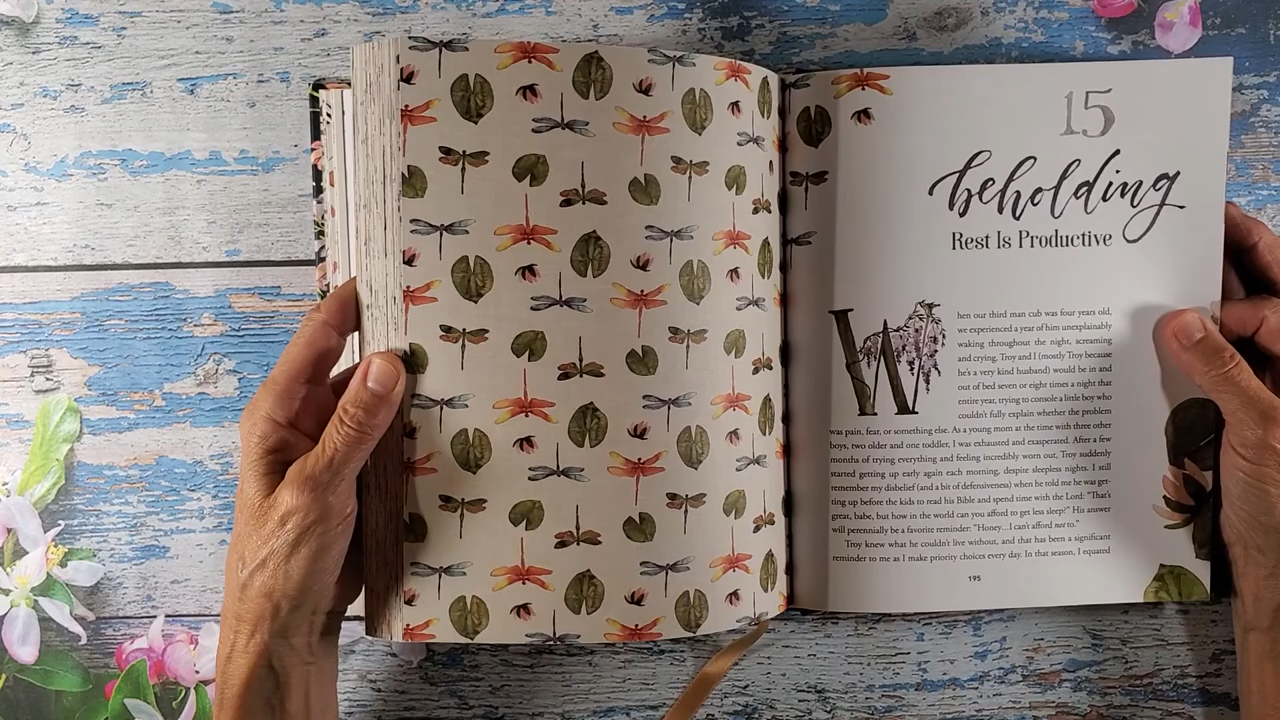 15
beholding
Rest Is Productive
When our third man cub was four years old,
we experienced a year of him unexplainably
waking throughout the night, screaming
and crying. Troy and I (mostly Troy because
he's a very kind husband) would be in and
out of bed seven or eight times a night that
entire year, trying to console a little boy who
couldn't fully explain whether the problem
was pain, fear, or something else. As a young mom at the time with three other
boys, two older and one toddler, I was exhausted and exasperated. After a few
months of trying everything and feeling incredibly worn out, Troy suddenly
started getting up early again each morning, despite sleepless nights. I still
remember my disbelief (and a bit of defensiveness) when he told me he was get-
ting up before the kids to read his Bible and spend time with the Lord: "That's
great, babe, but how in the world can you afford to get less sleep?" His answer
will perennially be a favorite reminder: "Honey...I can't afford not to."
Troy knew what he couldn't live without, and that has been a significant
reminder to me as I make priority choices every day. In that season, I equated
195